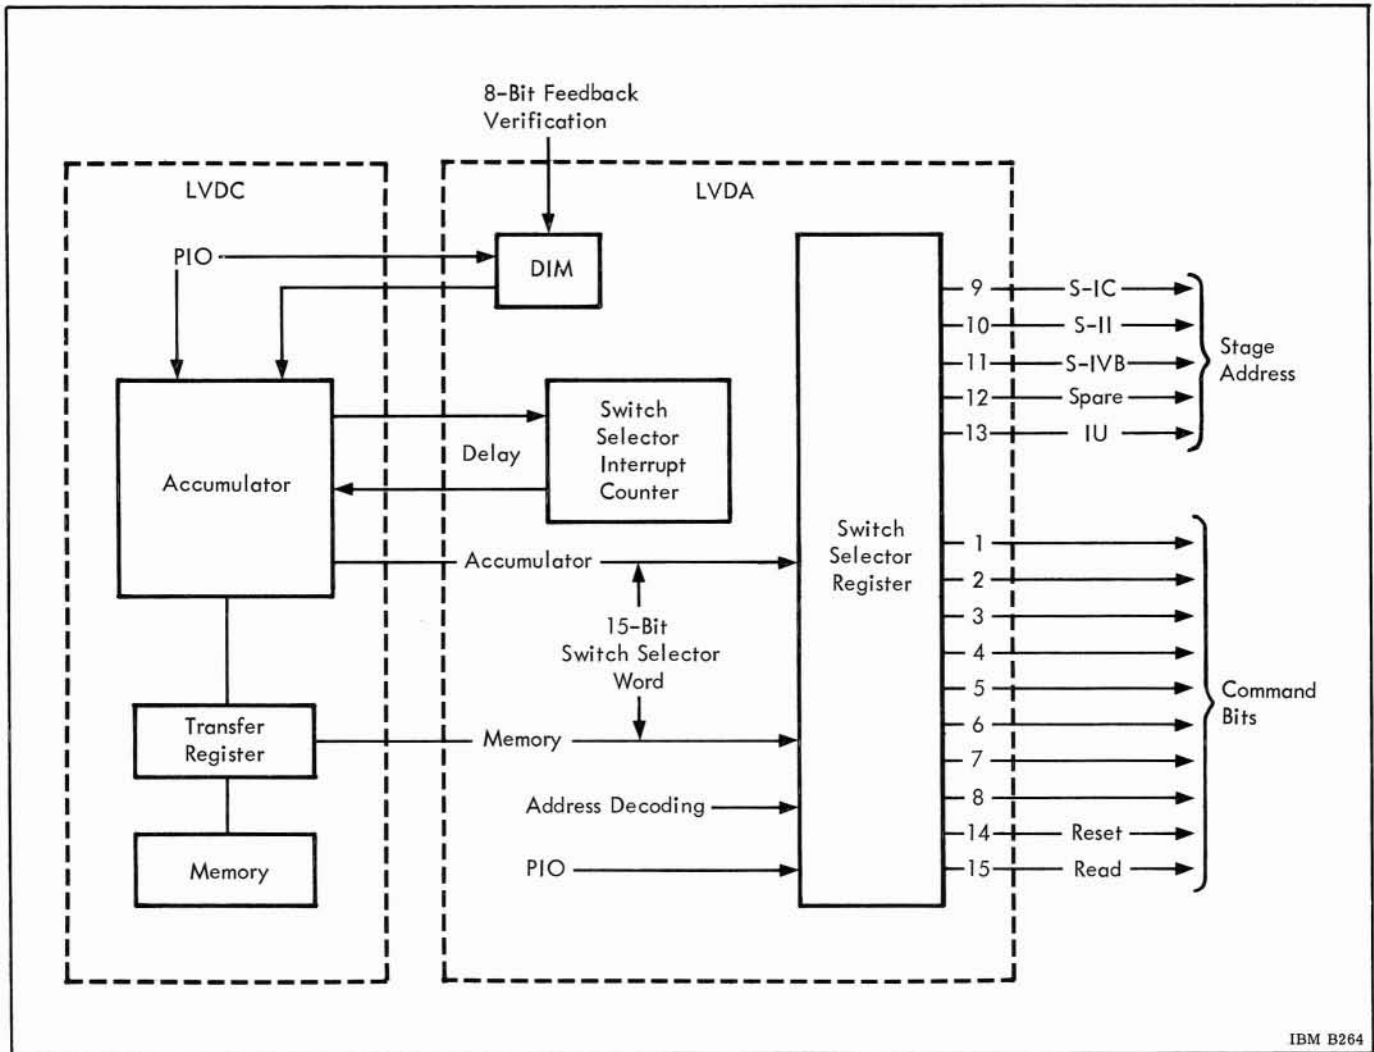 8-Bit Feedback
Verification
LVDC
LVDA
PIO
DIM
Accumulator
Delay
Switch
Selector
Interrupt
Counter
Accumulator
15-Bit
Switch Selector
Word
Transfer
Register
Memory
Memory
Address Decoding
PIO
Switch
Selector
Register
9 S-IC
10 S-II
11 S-IVB
12 Spare
13 IU
Stage
Address
1
2
3
4
5
6
7
8
14 Reset
15 Read
Command
Bits
IBM B264